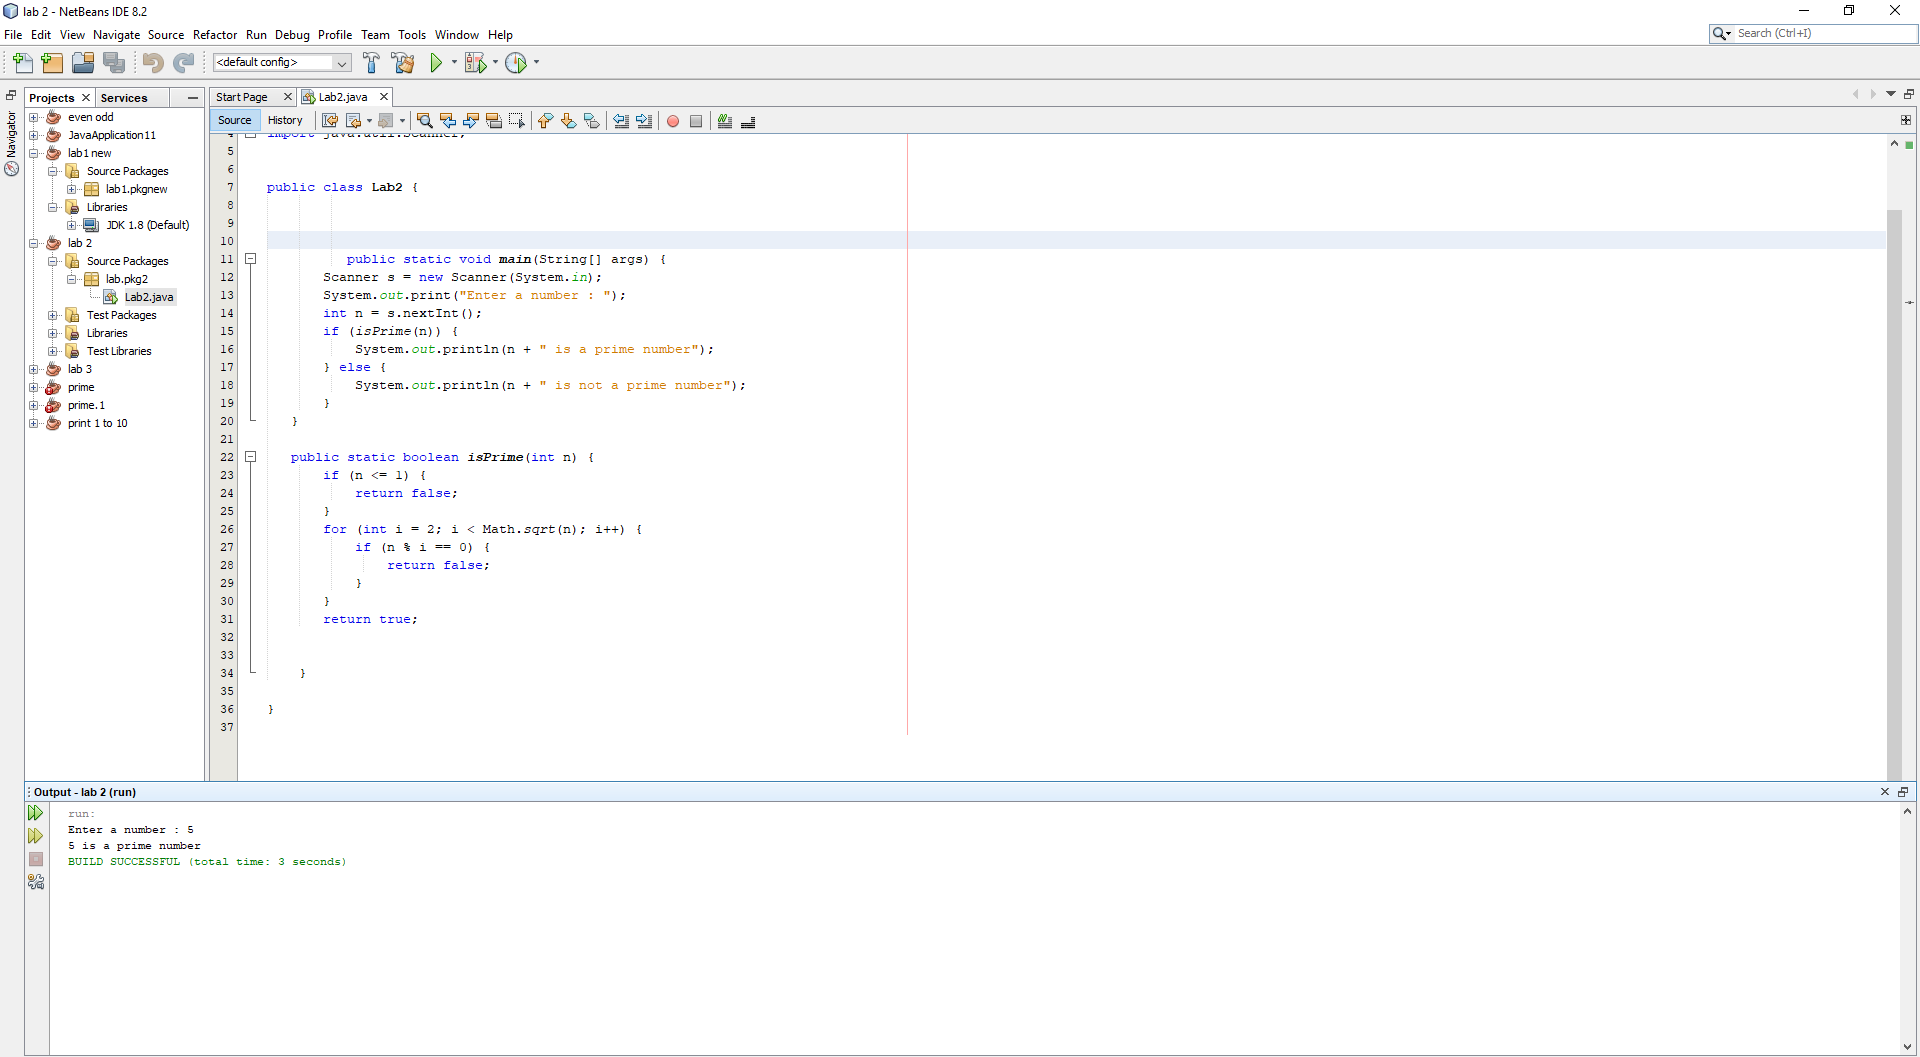 lab 2 - NetBeans IDE 8.2
File Edit View Navigate Source Refactor Run Debug Profile Team Tools Window Help
Search (Ctrl+I)
<default config>
Projects
Services
Start Page
Lab2.java
Navigator
Source
History
even odd
JavaApplication11
lab1 new
Source Packages
lab1.pkgnew
Libraries
JDK 1.8 (Default)
lab 2
Source Packages
lab.pkg2
Lab2.java
Test Packages
Libraries
Test Libraries
lab 3
prime
prime.1
print 1 to 10
4 import java.util.Scanner;
5
6
7 public class Lab2 {
8
9
10
11 public static void main(String[] args) {
12 Scanner s = new Scanner(System.in);
13 System.out.print("Enter a number : ");
14 int n = s.nextInt();
15 if (isPrime(n)) {
16 System.out.println(n + " is a prime number");
17 } else {
18 System.out.println(n + " is not a prime number");
19 }
20 }
21
22 public static boolean isPrime(int n) {
23 if (n <= 1) {
24 return false;
25 }
26 for (int i = 2; i < Math.sqrt(n); i++) {
27 if (n % i == 0) {
28 return false;
29 }
30 }
31 return true;
32
33
34 }
35
36 }
37
Output - lab 2 (run)
run:
Enter a number : 5
5 is a prime number
BUILD SUCCESSFUL (total time: 3 seconds)